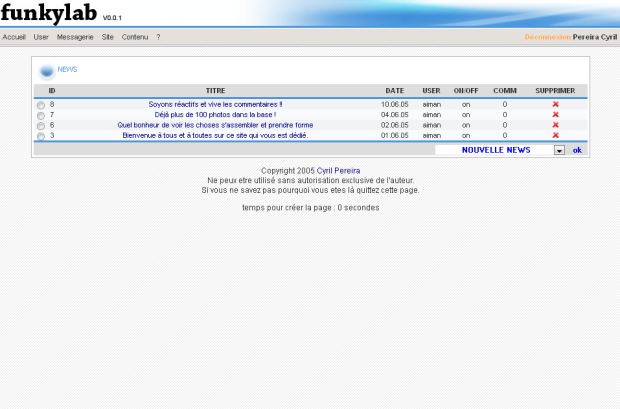 funkylab V0.0.1
Accueil User Messagerie Site Contenu ? Deconnexion Pereira Cyril
NEWS
ID TITRE DATE USER ON/OFF COMM SUPPRIMER
8 Soyons réactifs et vive les commentaires !! 10.06.05 aiman on 0
7 Déjà plus de 100 photos dans la base ! 04.06.05 aiman on 0
6 Quel bonheur de voir les choses s'assembler et prendre forme 02.06.05 aiman on 0
3 Bienvenue à tous et à toutes sur ce site qui vous est dédié. 01.06.05 aiman on 0
NOUVELLE NEWS ok
Copyright 2005 Cyril Pereira
Ne peux etre utilisé sans autorisation exclusive de l'auteur.
Si vous ne savez pas pourquoi vous etes là quittez cette page.
temps pour créer la page : 0 secondes